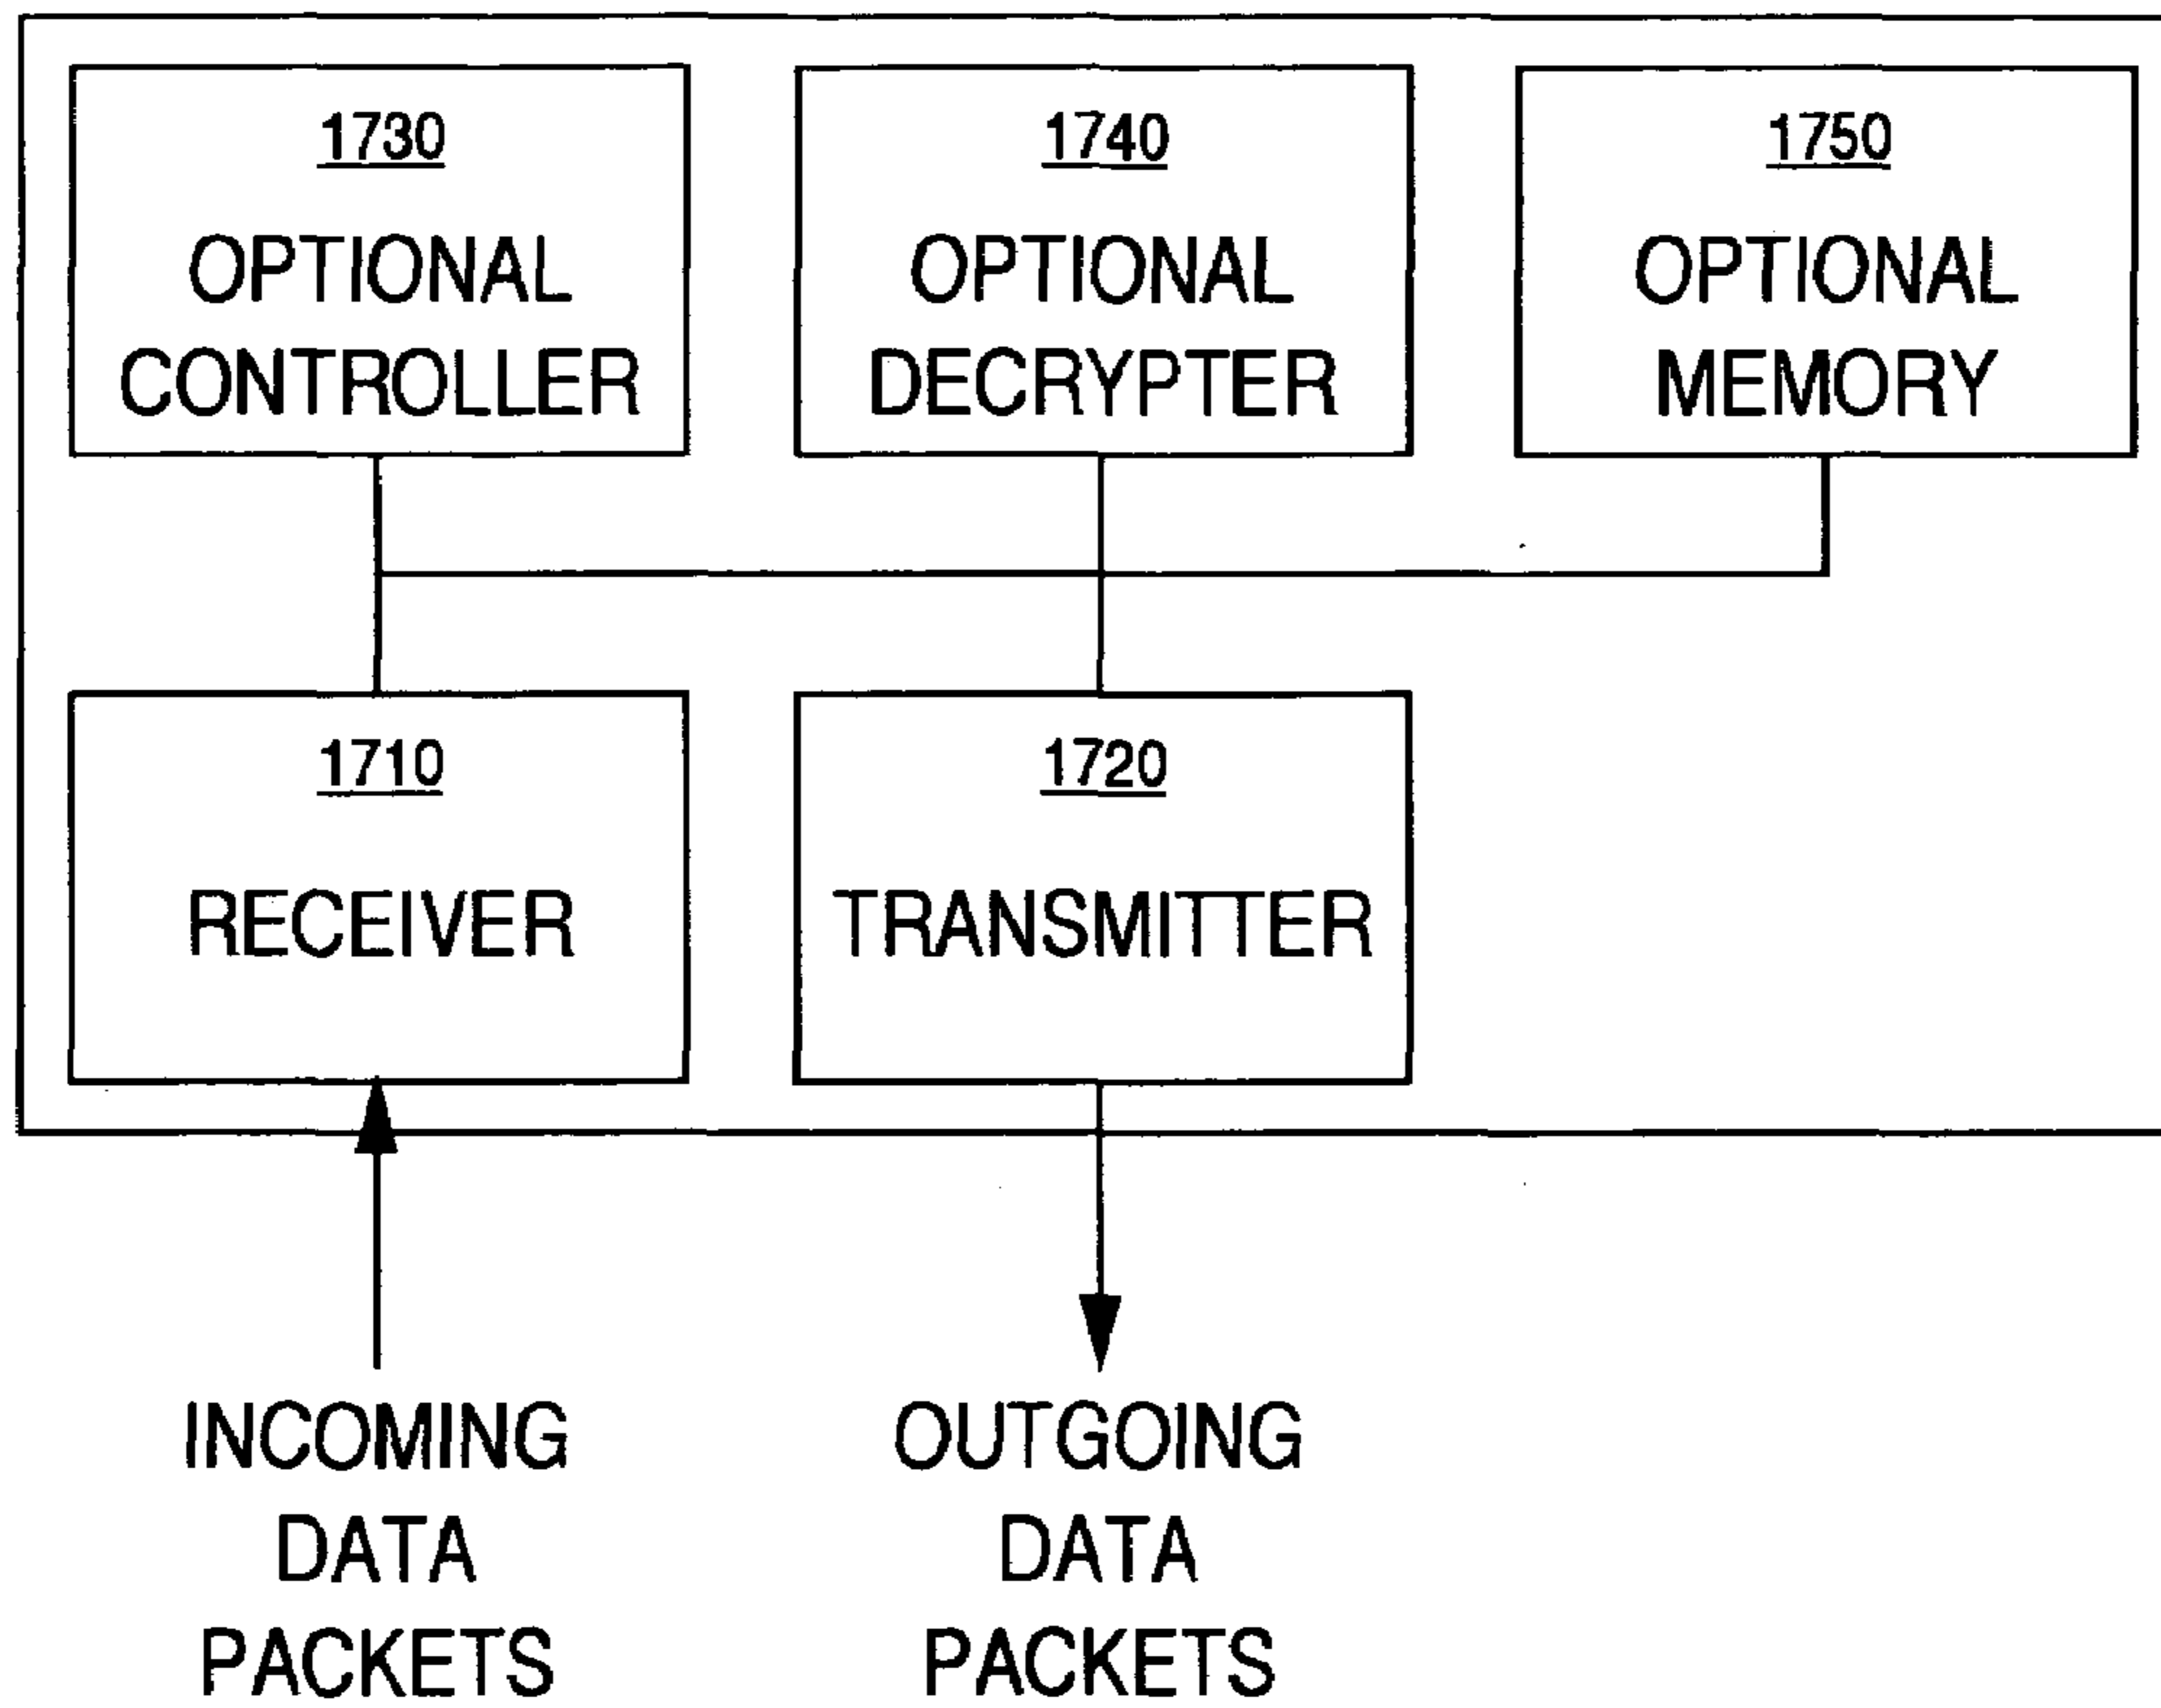 1730
OPTIONAL
CONTROLLER
1740
OPTIONAL
DECRYPTER
1750
OPTIONAL
MEMORY
1710
RECEIVER
1720
TRANSMITTER
INCOMING
DATA
PACKETS
OUTGOING
DATA
PACKETS